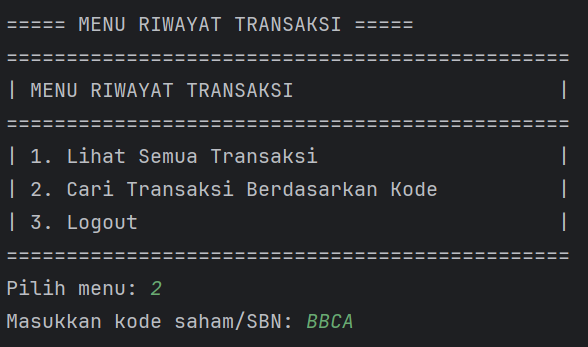 ===== MENU RIWAYAT TRANSAKSI =====
===============================================
| MENU RIWAYAT TRANSAKSI                      |
===============================================
| 1. Lihat Semua Transaksi                    |
| 2. Cari Transaksi Berdasarkan Kode          |
| 3. Logout                                   |
===============================================
Pilih menu: 2
Masukkan kode saham/SBN: BBCA